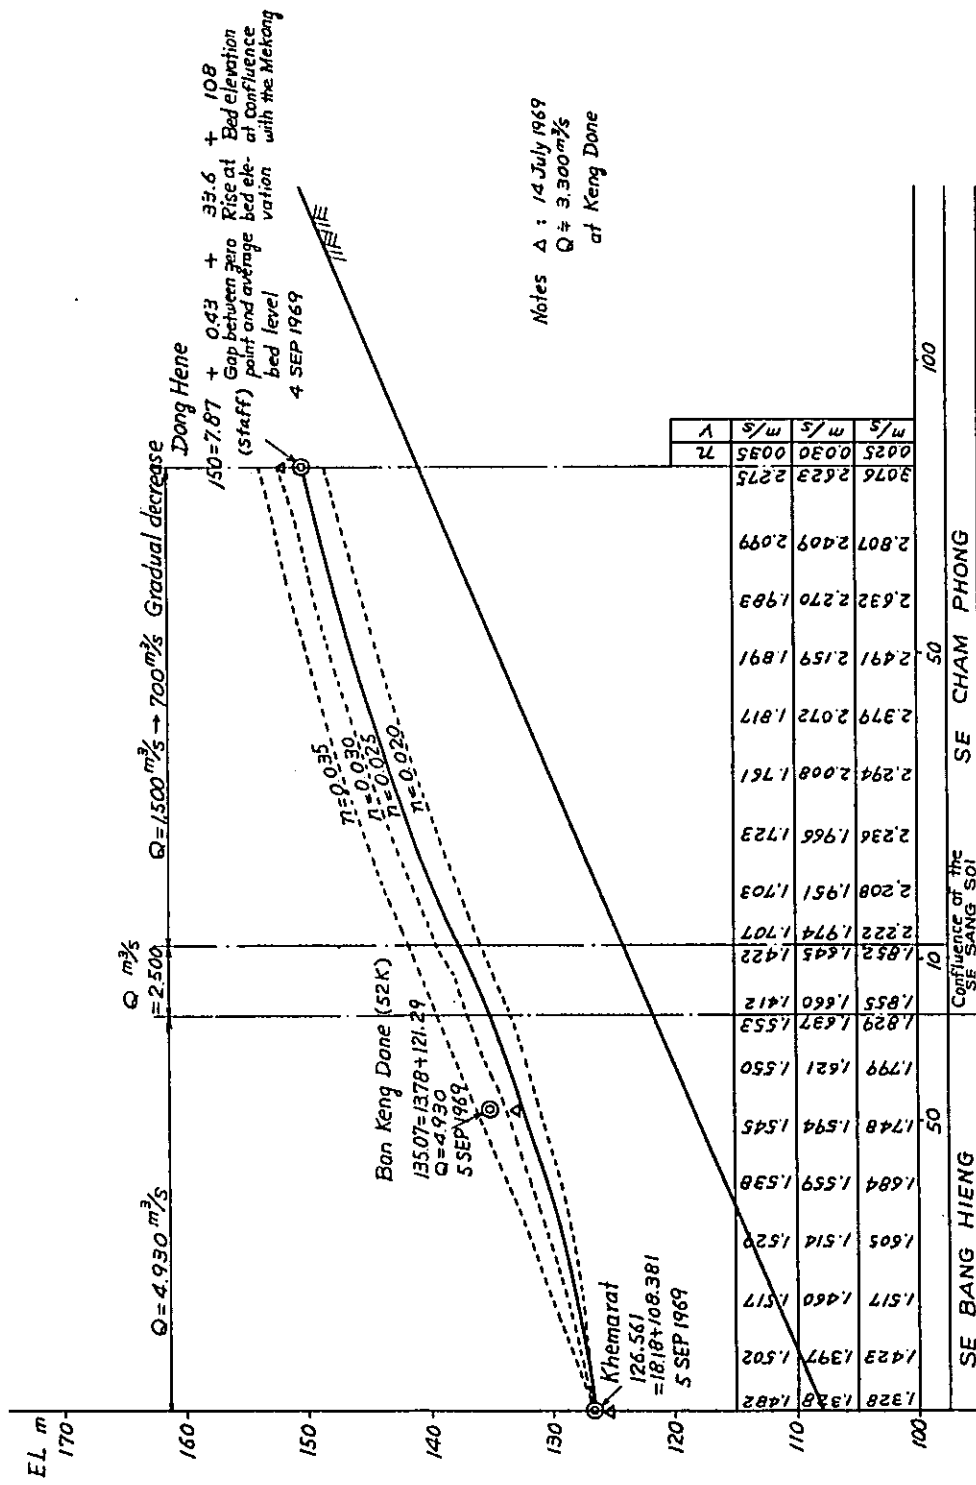 EL m
170
150
140
130
120
110
100
Q=4.930 m³/s
Q m³/s
=2.500
Q=1,500 m³/s → 700 m³/s Gradual decrease
Dong Hene
150=7.87 + 0.43 + 33.6 + 108
(Staff)
Gap between zero point and average bed level
Rise at bed elevation
Bed elevation at confluence with the Mekong
4 SEP 1969
n=0.035
n=0.030
n=0.025
n=0.020
Ban Keng Done (52K)
135.07=13.78+121.29
Q=4.930
5 SEP 1969
Khemarat
126.561
=18.18+108.381
5 SEP 1969
Notes △ : 14 July 1969
Q ≒ 3.300 m³/s
at Keng Done
m/s m/s m/s V
0.025 0.030 0.035 n
3.076 2.623 2.275
2.807 2.409 2.099
2.632 2.270 1.983
2.491 2.159 1.891
2.379 2.072 1.817
2.294 2.008 1.761
2.236 1.966 1.723
2.208 1.951 1.703
2.222 1.974 1.707
1.852 1.645 1.422
1.855 1.660 1.412
1.829 1.637 1.553
1.799 1.621 1.550
1.748 1.594 1.545
1.684 1.559 1.538
1.605 1.514 1.529
1.517 1.460 1.517
1.423 1.397 1.502
1.328 1.328 1.482
50
10
50
100
Confluence of the
SE SANG SOI
SE BANG HIENG
SE CHAM PHONG